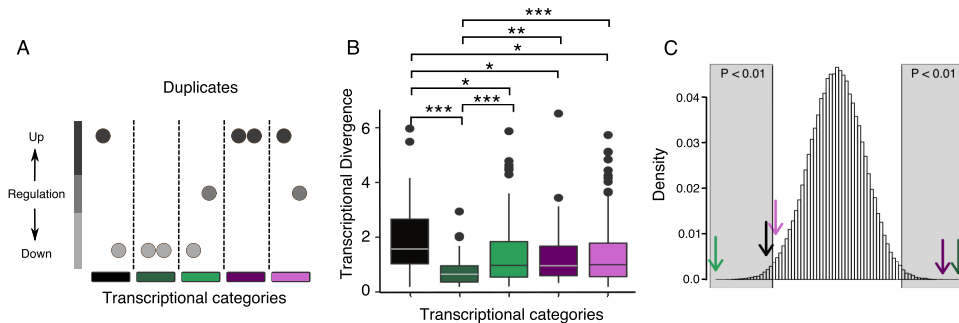 A
Duplicates
Up
Regulation
Down
Transcriptional categories
B
***
**
*
*
*
***
***
Transcriptional Divergence
6
4
2
0
Transcriptional categories
C
P < 0.01
P < 0.01
Density
0.04
0.03
0.02
0.01
0.0